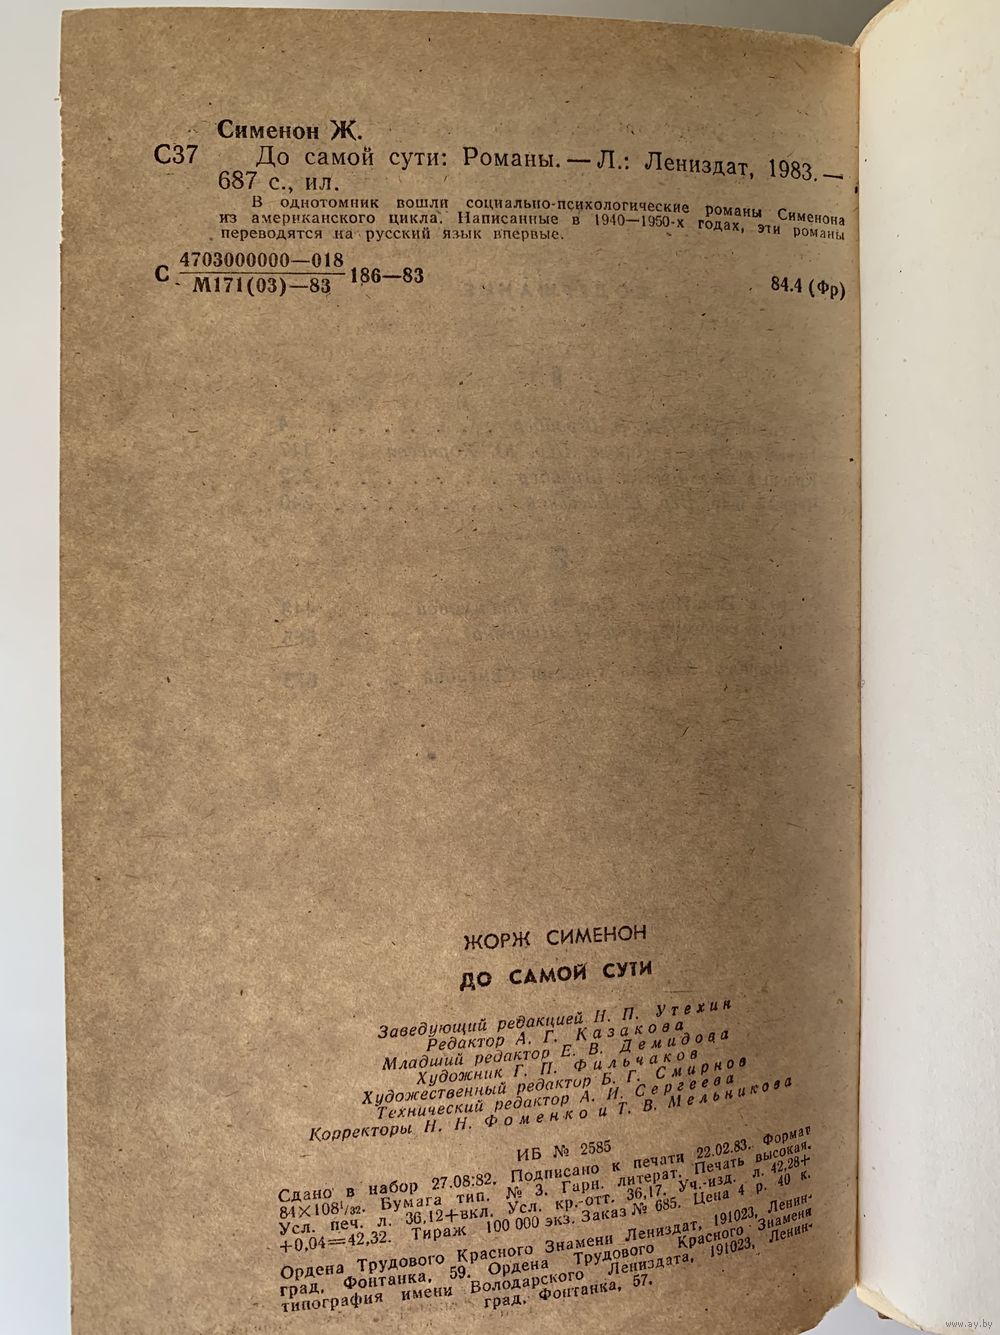 Сименон Ж.
С37 До самой сути: Романы. — Л.: Лениздат, 1983. —
687 с., ил.
В однотомник вошли социально-психологические романы Сименона
из американского цикла. Написанные в 1940—1950-х годах, эти романы
переводятся на русский язык впервые.
С 4703000000—018
М171(03)—83 186—83 84.4 (Фр)
ЖОРЖ СИМЕНОН
ДО САМОЙ СУТИ
Заведующий редакцией Н. П. Утехин
Редактор А. Г. Казакова
Младший редактор Е. В. Демидова
Художник Г. П. Фильчаков
Художественный редактор Б. Г. Смирнов
Технический редактор А. И. Сергеева
Корректоры Н. Н. Фоменко и Т. В. Мельникова
ИБ № 2585
Сдано в набор 27.08.82. Подписано к печати 22.02.83. Формат
84×108¹/₃₂. Бумага тип. № 3. Гарн. литерат. Печать высокая.
Усл. печ. л. 36,12+вкл. Усл. кр.-отт. 36,17. Уч.-изд. л. 42,28+
+0,04=42,32. Тираж 100 000 экз. Заказ № 685. Цена 4 р. 40 к.
Ордена Трудового Красного Знамени Лениздат, 191023, Ленин-
град, Фонтанка, 59. Ордена Трудового Красного Знамени
типография имени Володарского Лениздата, 191023, Ленин-
град, Фонтанка, 57.
www.ay.by